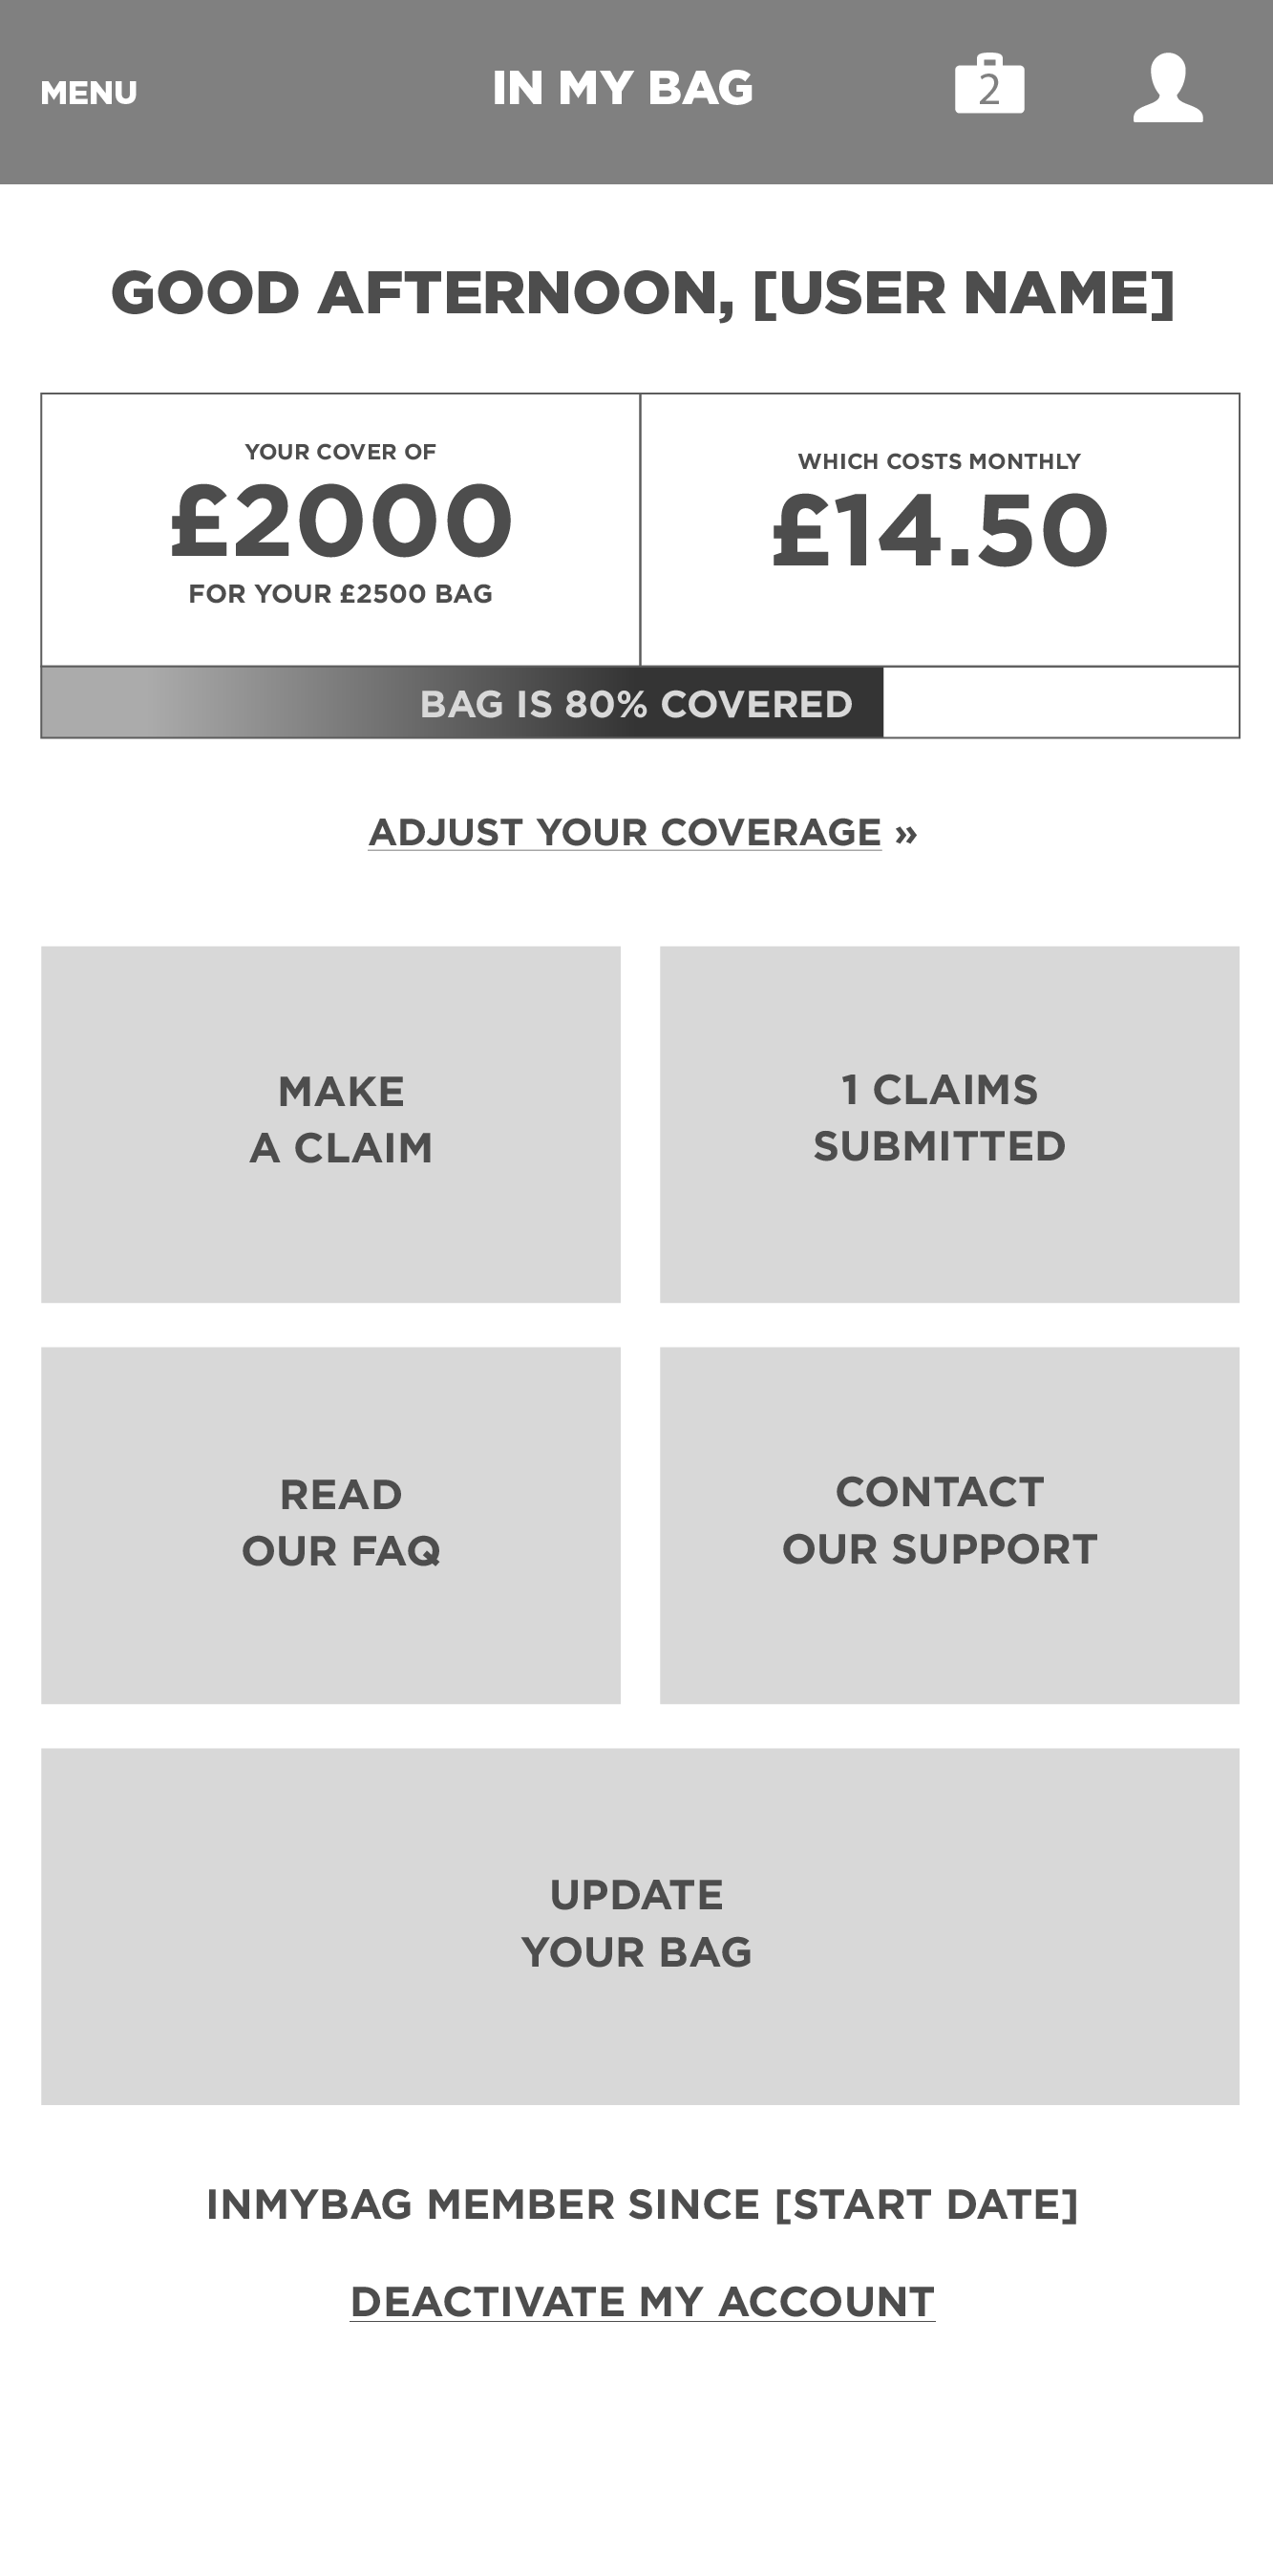 MENU
IN MY BAG
2
GOOD AFTERNOON, [USER NAME]
YOUR COVER OF
£2000
FOR YOUR £2500 BAG
WHICH COSTS MONTHLY
£14.50
BAG IS 80% COVERED
ADJUST YOUR COVERAGE »
MAKE
A CLAIM
1 CLAIMS
SUBMITTED
READ
OUR FAQ
CONTACT
OUR SUPPORT
UPDATE
YOUR BAG
INMYBAG MEMBER SINCE [START DATE]
DEACTIVATE MY ACCOUNT